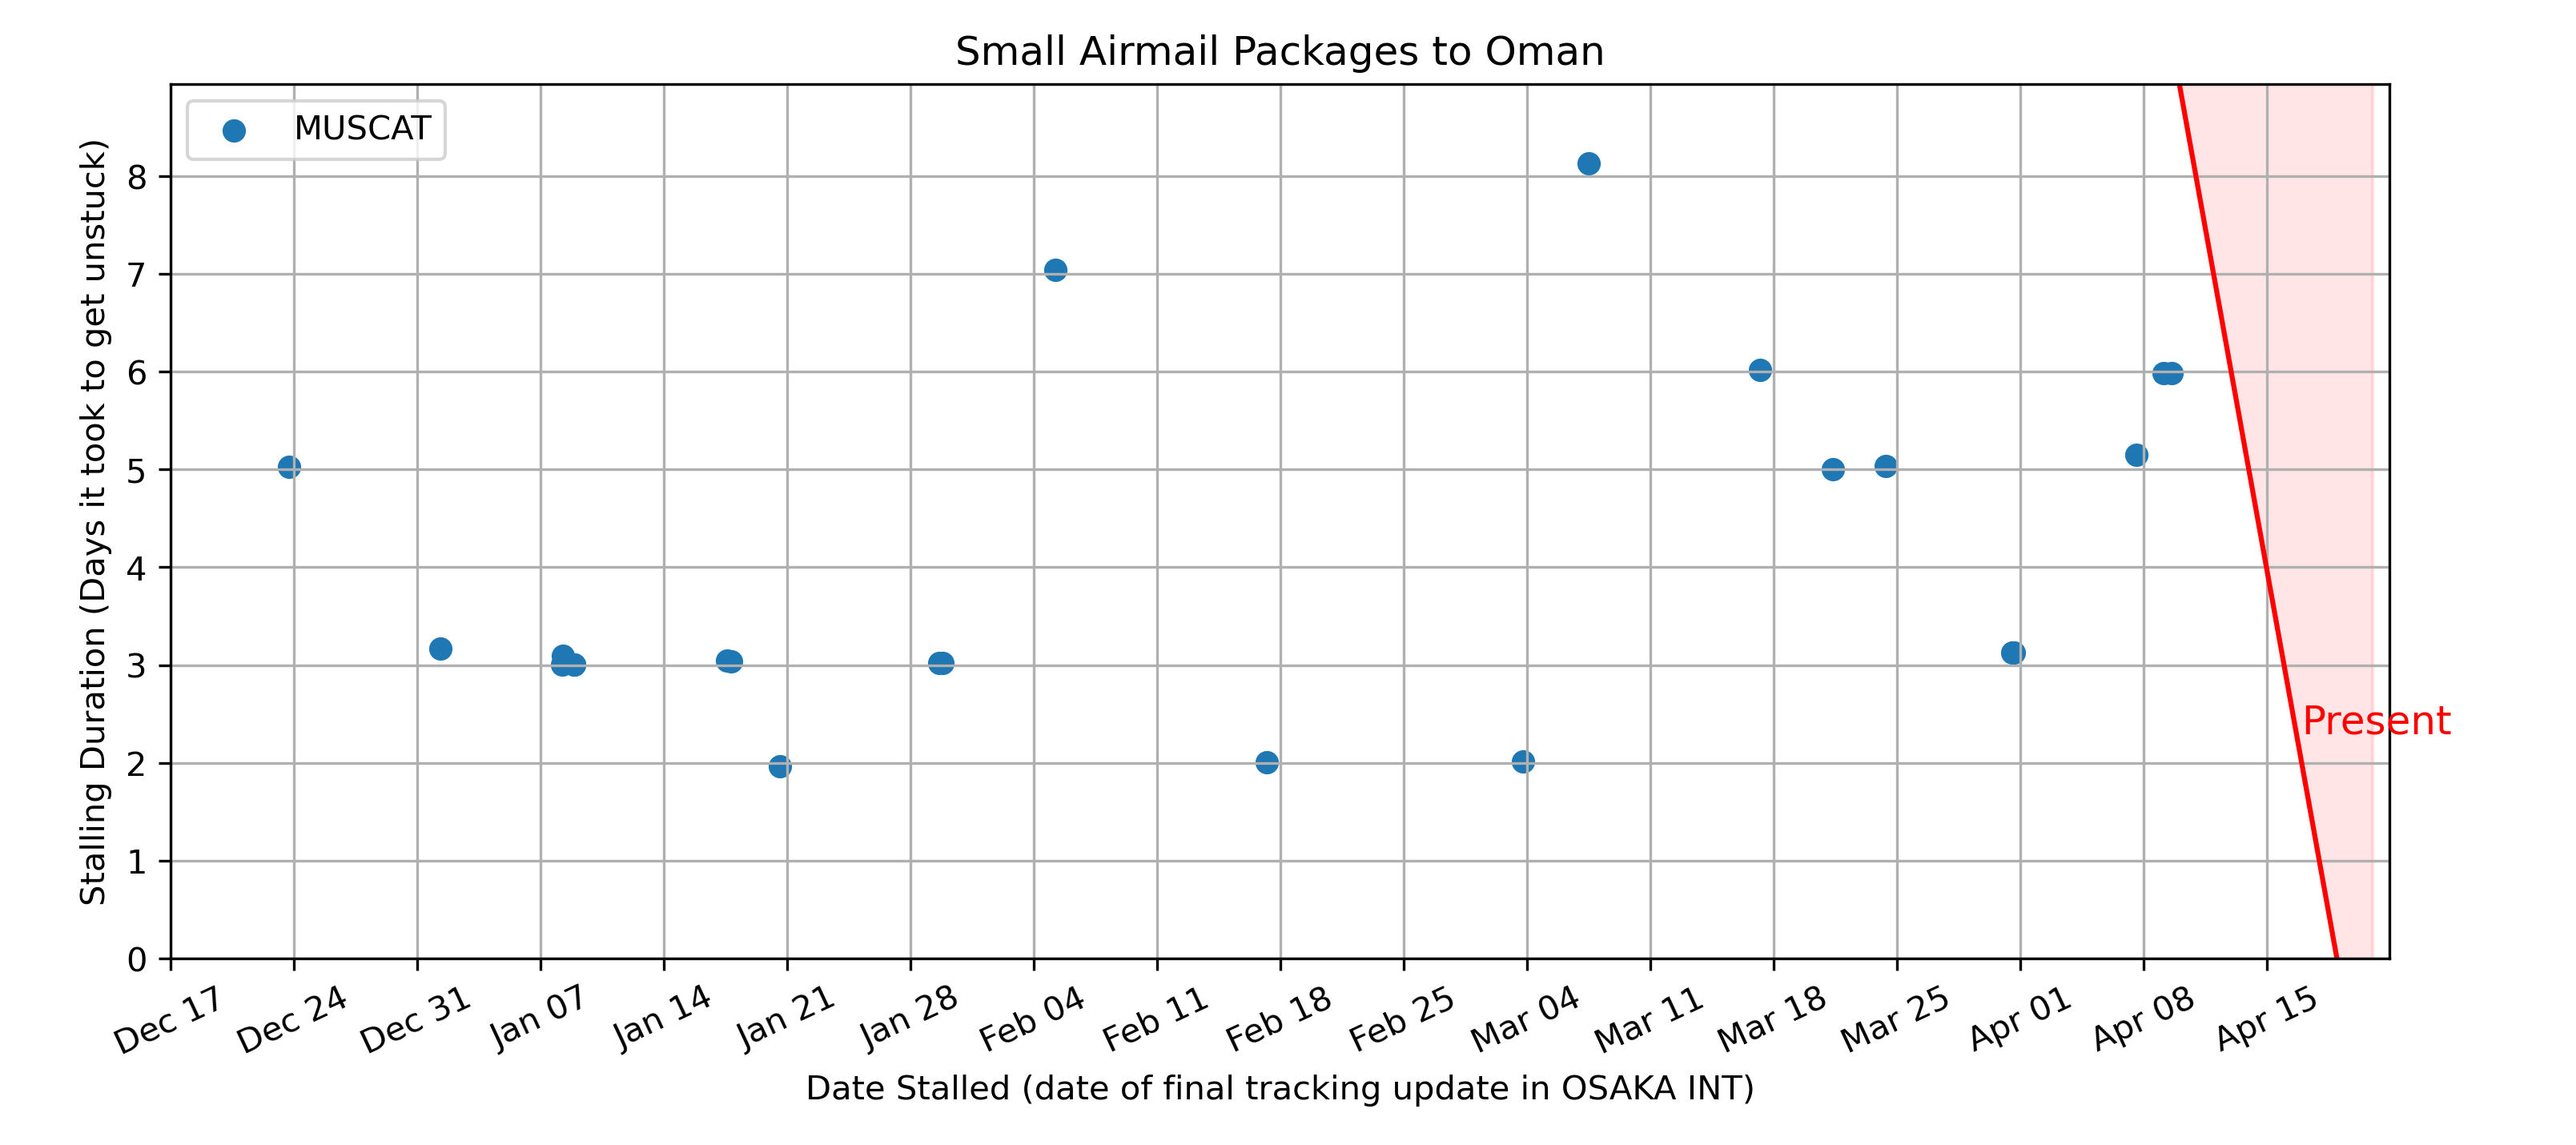 Small Airmail Packages to Oman
MUSCAT
Stalling Duration (Days it took to get unstuck)
8
7
6
5
4
3
2
1
0
Present
Dec 17
Dec 24
Dec 31
Jan 07
Jan 14
Jan 21
Jan 28
Feb 04
Feb 11
Feb 18
Feb 25
Mar 04
Mar 11
Mar 18
Mar 25
Apr 01
Apr 08
Apr 15
Date Stalled (date of final tracking update in OSAKA INT)